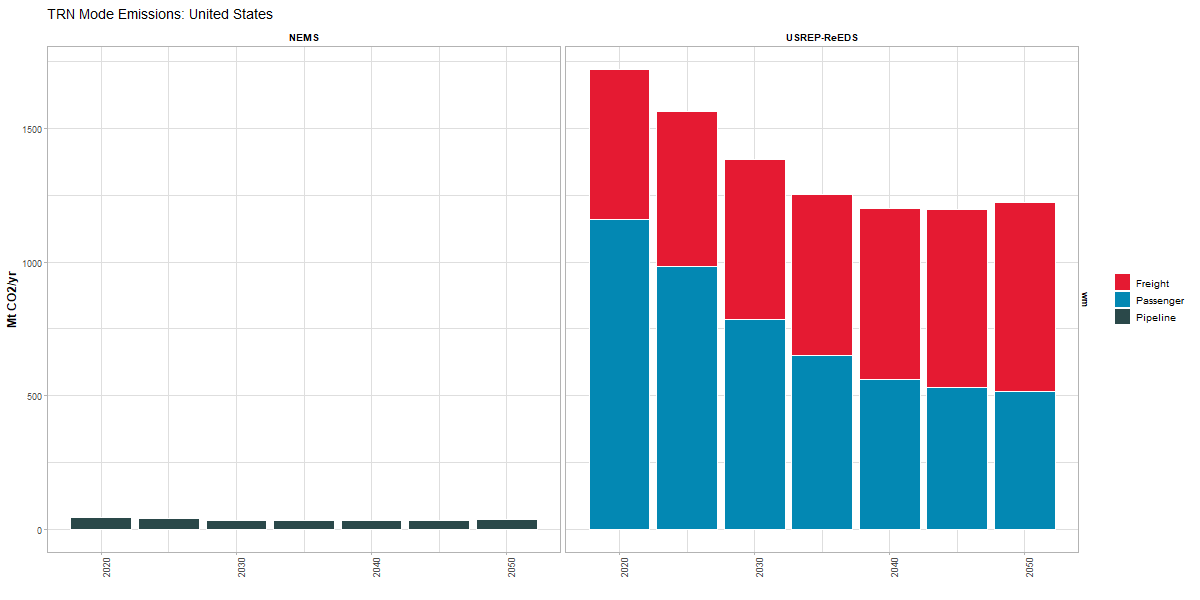 TRN Mode Emissions: United States
NEMS
USREP-ReEDS
Mt CO2/yr
1500
1000
500
0
2020
2030
2040
2050
2020
2030
2040
2050
wm
Freight
Passenger
Pipeline